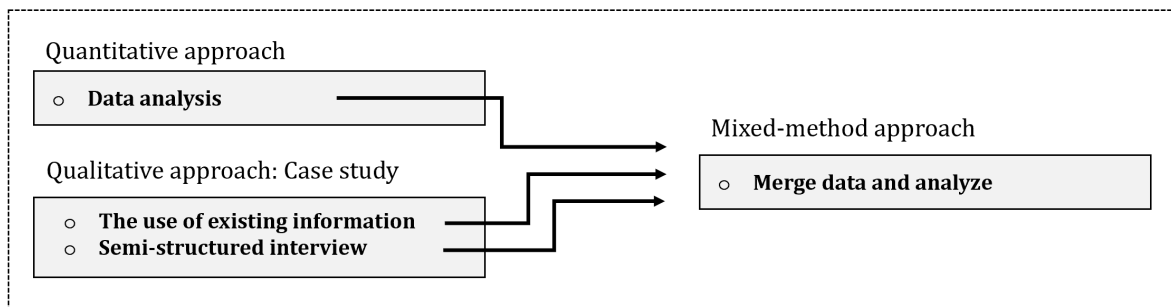 Quantitative approach
o Data analysis
Qualitative approach: Case study
o The use of existing information
o Semi-structured interview
Mixed-method approach
o Merge data and analyze